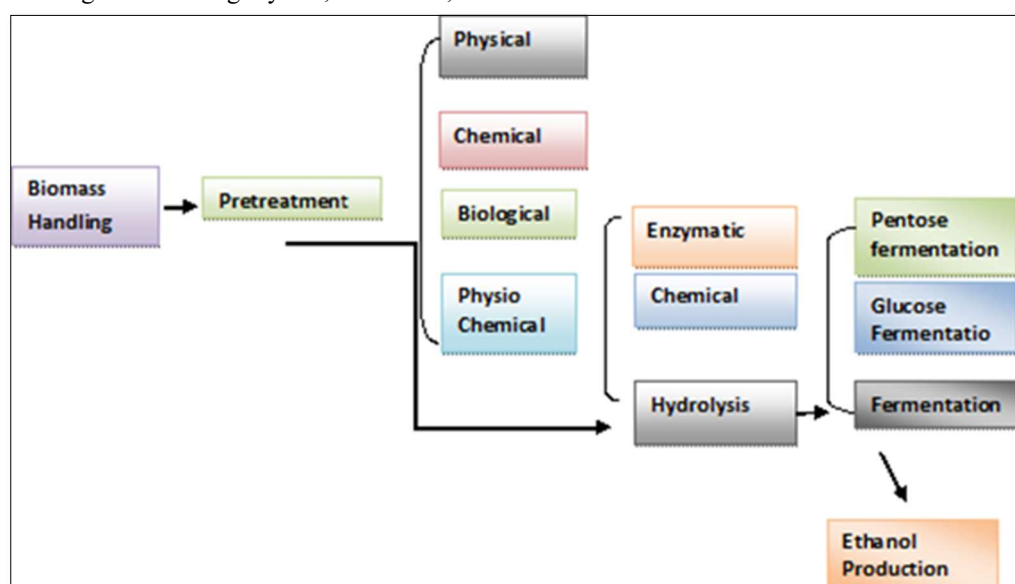 Physical
Chemical
Biomass
Handling
Pretreatment
Biological
Physio
Chemical
Enzymatic
Chemical
Hydrolysis
Pentose
fermentation
Glucose
Fermentatio
Fermentation
Ethanol
Production